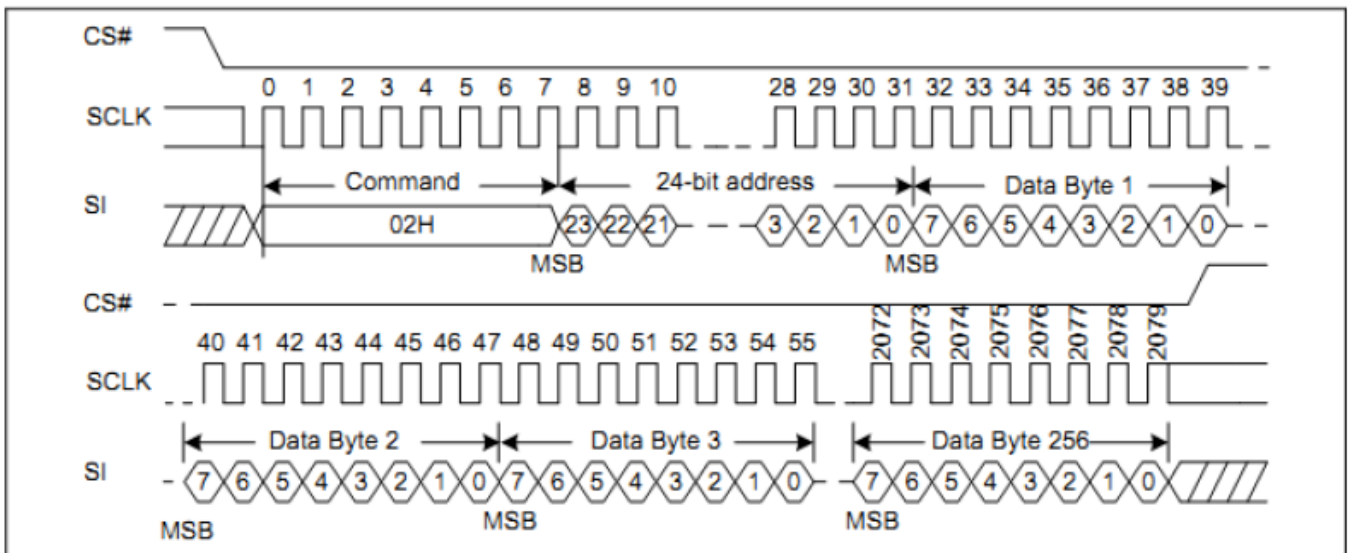 CS#
0 1 2 3 4 5 6 7 8 9 10 28 29 30 31 32 33 34 35 36 37 38 39
SCLK
Command 24-bit address Data Byte 1
SI
02H 23 22 21 3 2 1 0 7 6 5 4 3 2 1 0
MSB MSB
CS#
40 41 42 43 44 45 46 47 48 49 50 51 52 53 54 55 2072 2073 2074 2075 2076 2077 2078 2079
SCLK
Data Byte 2 Data Byte 3 Data Byte 256
SI
7 6 5 4 3 2 1 0 7 6 5 4 3 2 1 0 7 6 5 4 3 2 1 0
MSB MSB MSB